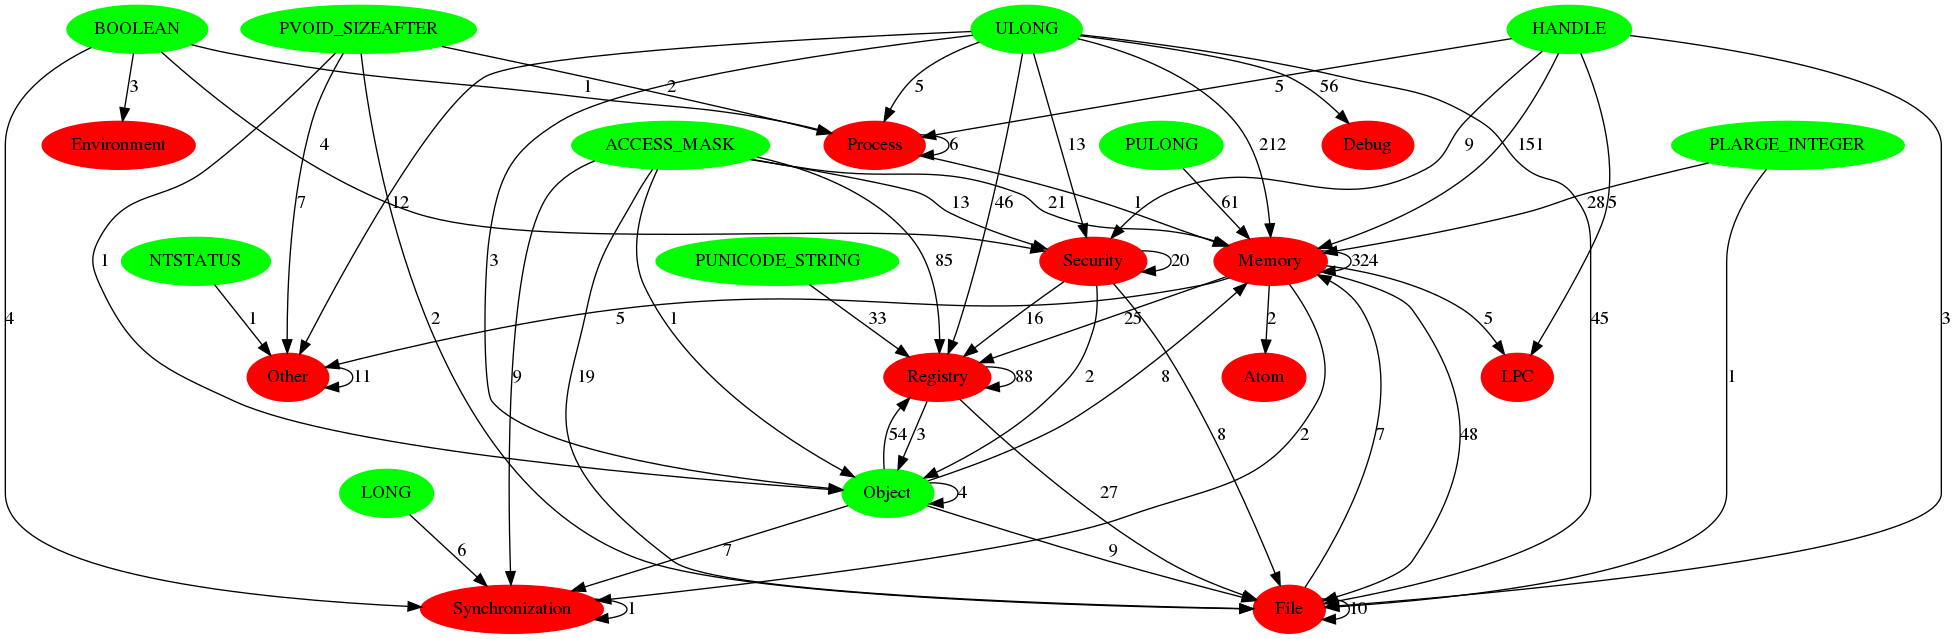 BOOLEAN PVOID_SIZEAFTER ULONG HANDLE
3 1 2 5 5 56
Environment 4 ACCESS_MASK Process 6 13 PULONG 212 Debug 9 151 PLARGE_INTEGER
7 12 13 46 21 1 61 28 5
1 NTSTATUS 3 PUNICODE_STRING 85 Security 20 Memory 324
4 1 2 5 1 33 16 25 2 5 45 3
Other 11 9 19 Registry 88 2 8 Atom LPC 1
54 3 8 2 7 48
LONG Object 4 27
6 7 9
Synchronization 1 File 10